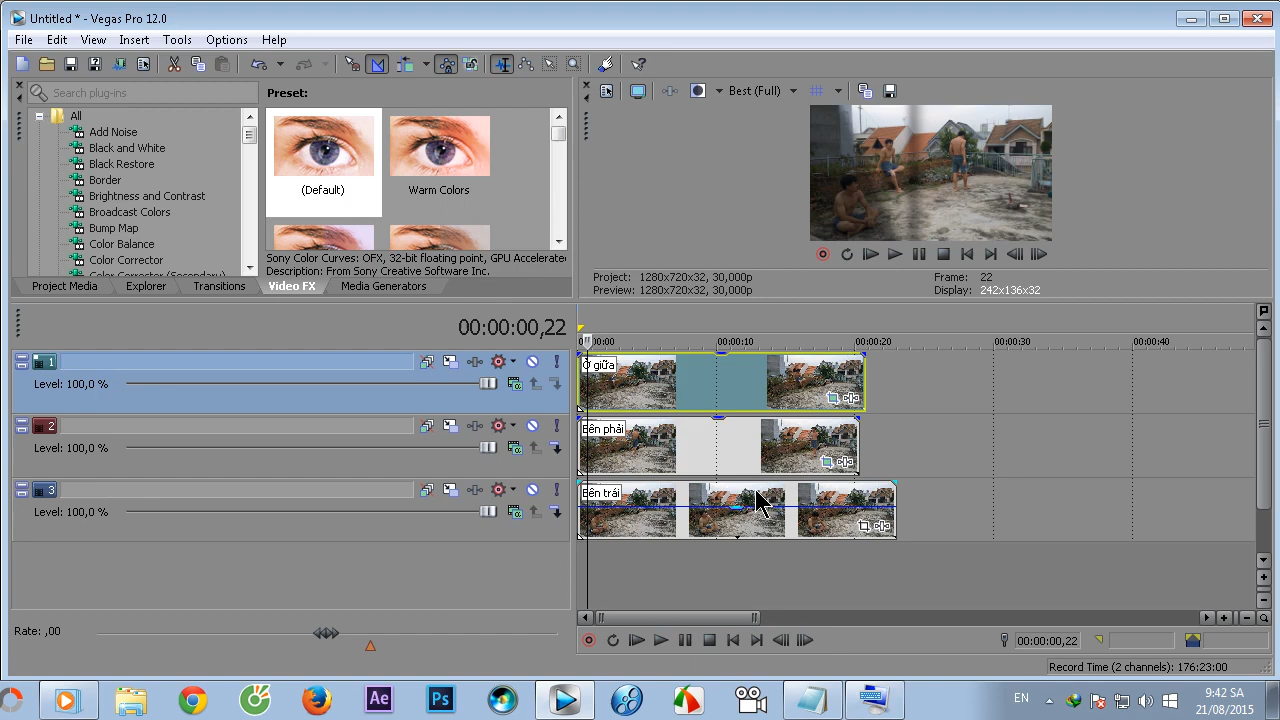 Untitled * - Vegas Pro 12.0
File Edit View Insert Tools Options Help
Search plug-ins
All
Add Noise
Black and White
Black Restore
Border
Brightness and Contrast
Broadcast Colors
Bump Map
Color Balance
Color Corrector
Color Corrector (Secondary)
Preset:
(Default)
Warm Colors
Sony Color Curves: OFX, 32-bit floating point, GPU Accelerated
Description: From Sony Creative Software Inc.
Project Media Explorer Transitions Video FX Media Generators
Best (Full)
Project: 1280x720x32, 30,000p
Preview: 1280x720x32, 30,000p
Frame: 22
Display: 242x136x32
00:00:00,22
00:00:10 00:00:20 00:00:30 00:00:40
1
Level: 100,0 %
Ở giữa
2
Level: 100,0 %
Bên phải
3
Level: 100,0 %
Bên trái
Rate: ,00
00:00:00,22
Record Time (2 channels): 176:23:00
Ae
Ps
EN
9:42 SA
21/08/2015